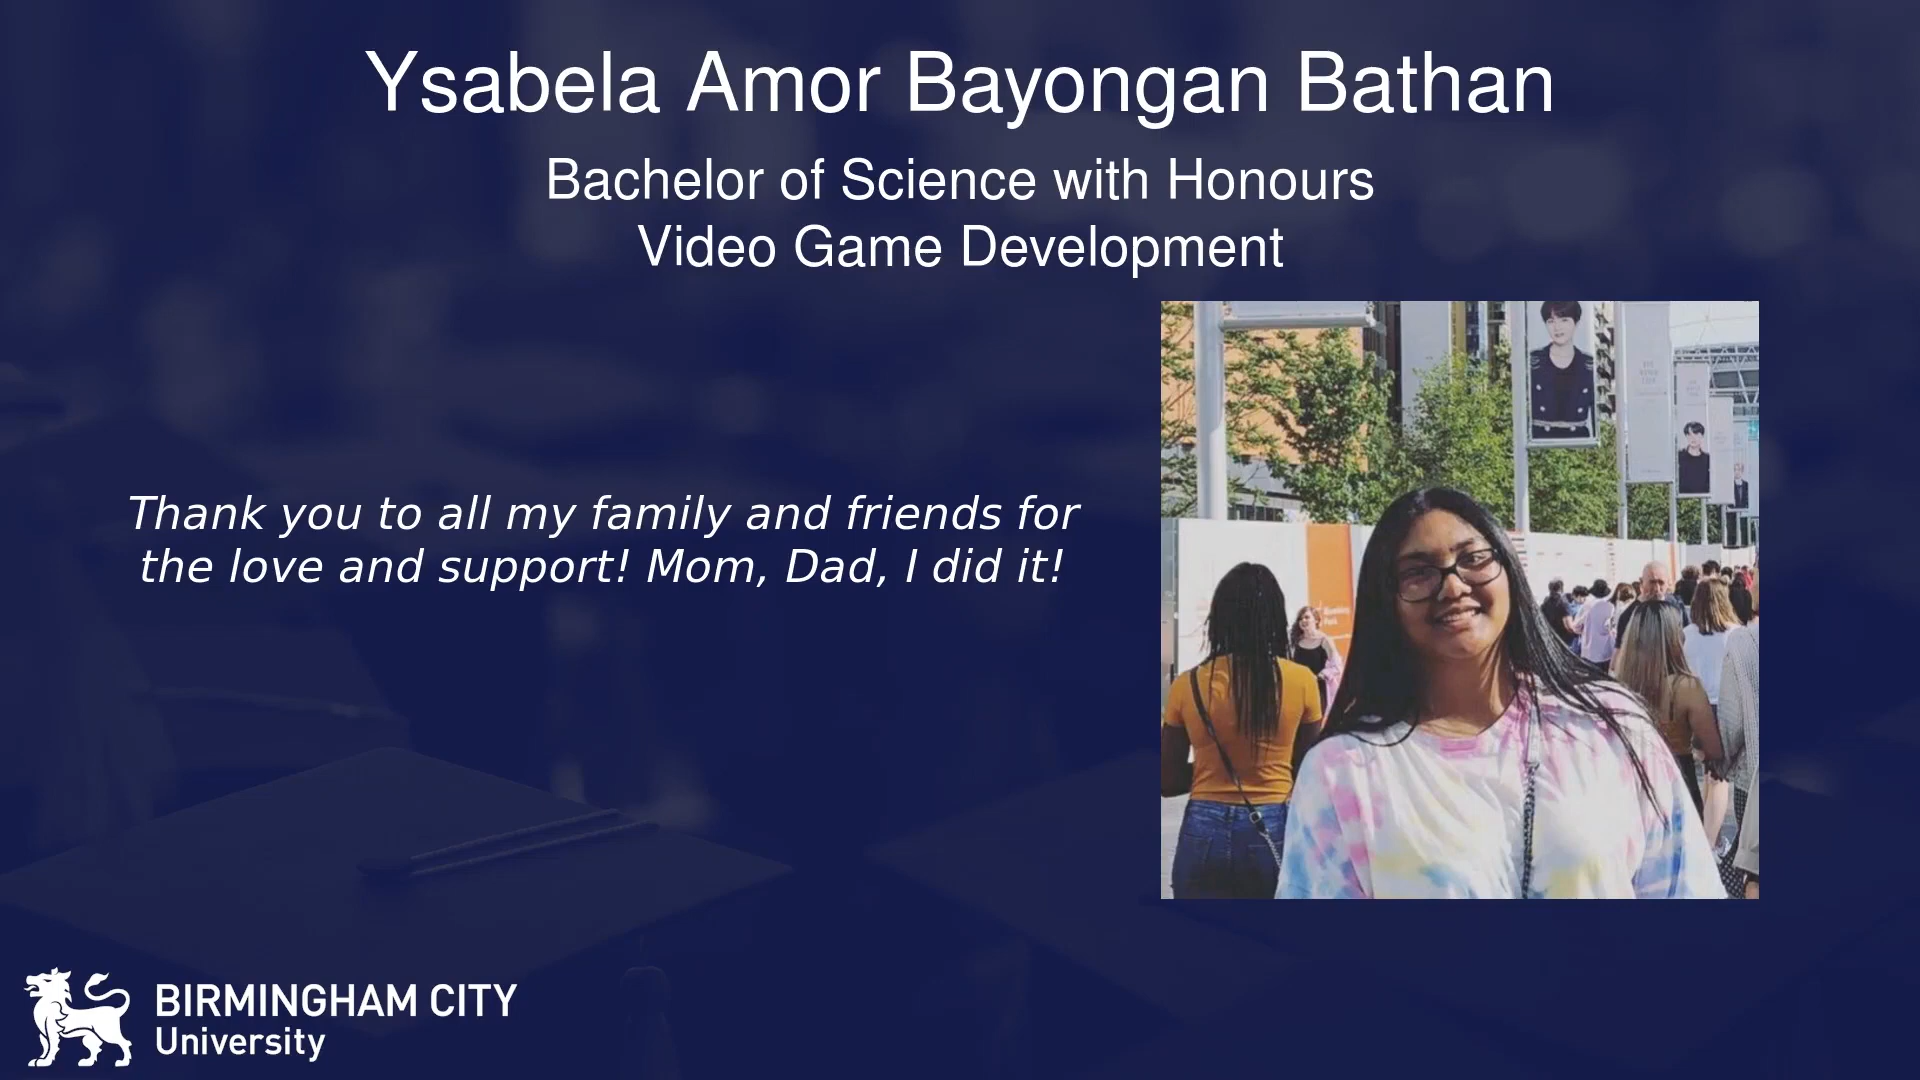 Ysabela Amor Bayongan Bathan
Bachelor of Science with Honours
Video Game Development
Thank you to all my family and friends for
the love and support! Mom, Dad, I did it!
BIRMINGHAM CITY
University